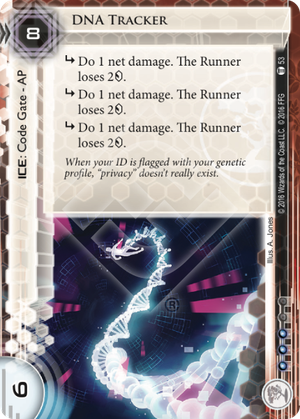 DNA Tracker
8
Do 1 net damage. The Runner
loses 2
Do 1 net damage. The Runner
loses 2
Do 1 net damage. The Runner
loses 2
When your ID is flagged with your genetic
profile, "privacy" doesn't really exist.
ICE: Code Gate - AP
53
© 2016 Wizards of the Coast LLC. © 2016 FFG
Illus. A. Jones
6